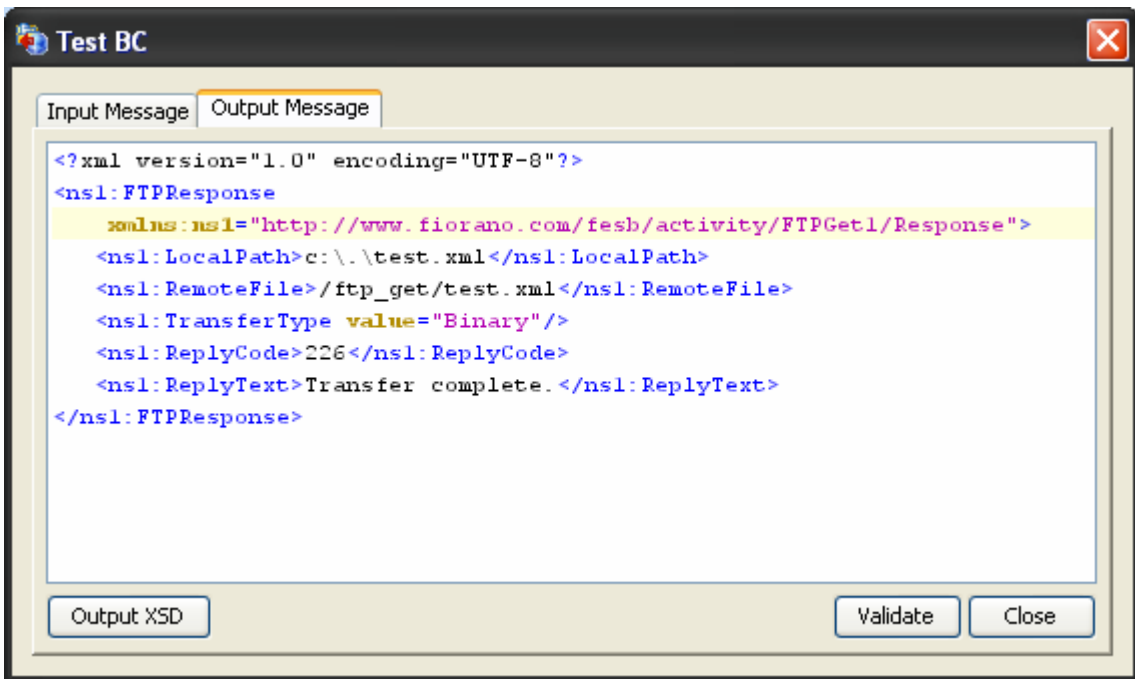 Test BC
Input Message Output Message
<?xml version="1.0" encoding="UTF-8"?>
<ns1:FTPResponse
xmlns:ns1="http://www.fiorano.com/fesb/activity/FTPGet1/Response">
<ns1:LocalPath>c:\.\test.xml</ns1:LocalPath>
<ns1:RemoteFile>/ftp_get/test.xml</ns1:RemoteFile>
<ns1:TransferType value="Binary"/>
<ns1:ReplyCode>226</ns1:ReplyCode>
<ns1:ReplyText>Transfer complete.</ns1:ReplyText>
</ns1:FTPResponse>
Output XSD Validate Close